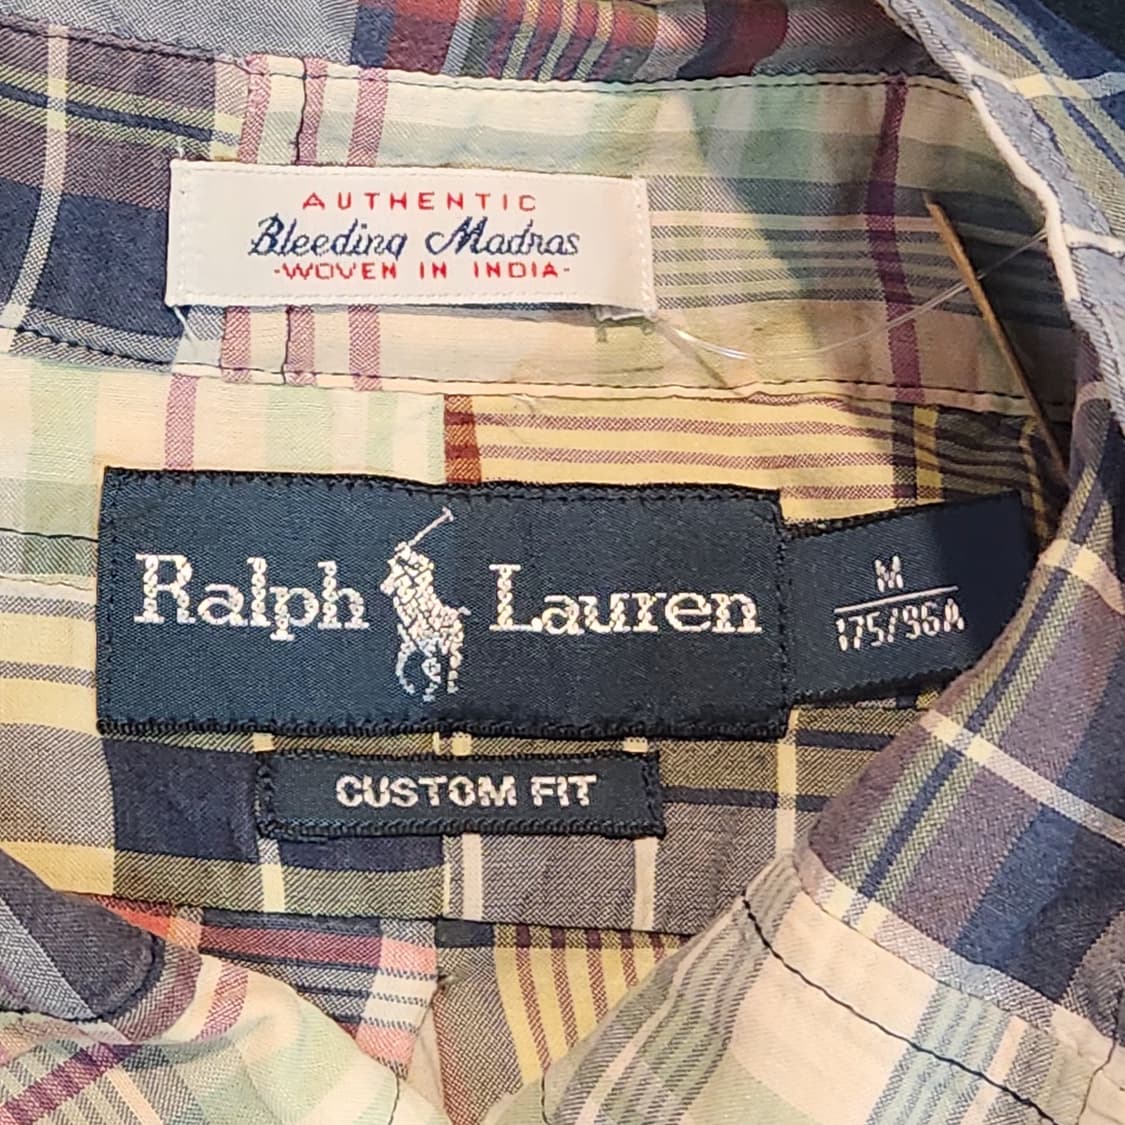 AUTHENTIC
Bleeding Madras
-WOVEN IN INDIA-
Ralph Lauren
M
175/96A
CUSTOM FIT